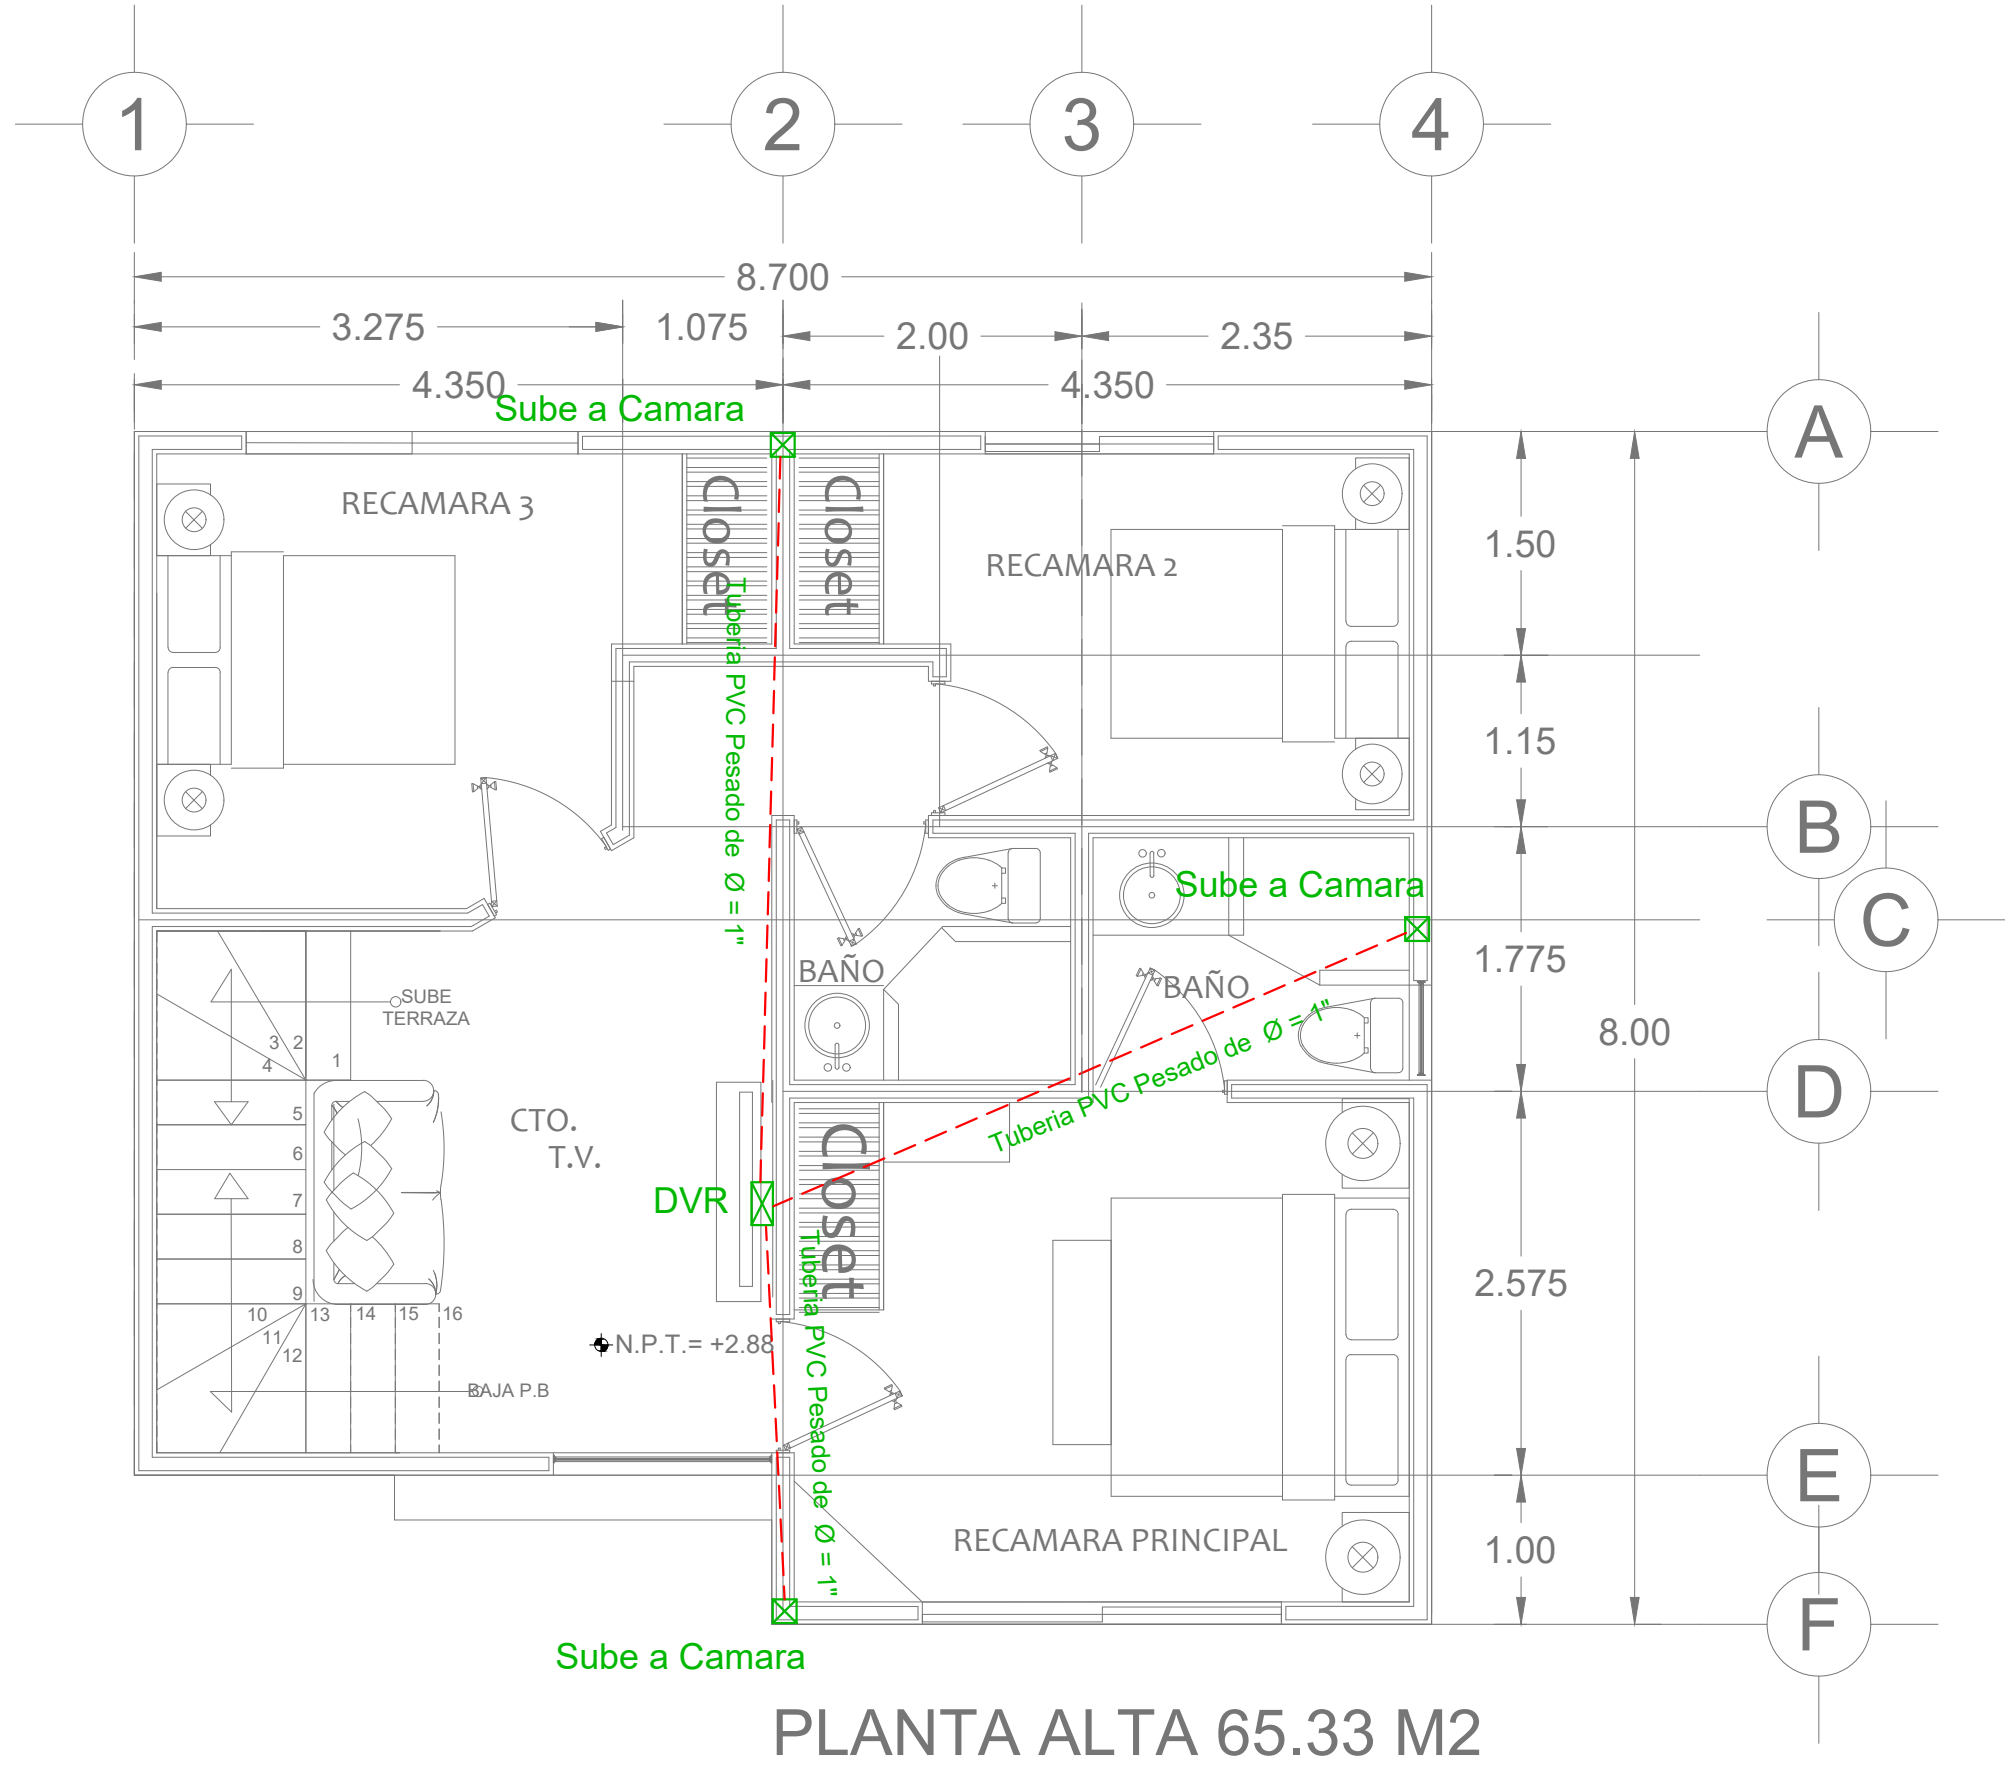 1
2
3
4
8.700
3.275
1.075
2.00
2.35
4.350
4.350
Sube a Camara
A
RECAMARA 3
Closet
Closet
RECAMARA 2
1.50
Tuberia PVC Pesado de Ø = 1"
1.15
B
Sube a Camara
C
1.775
BAÑO
BAÑO
SUBE
TERRAZA
8.00
3
2
4
1
Tuberia PVC Pesado de Ø = 1"
D
5
CTO.
T.V.
6
7
DVR
Closet
8
2.575
9
10
13
14
15
16
11
12
N.P.T.= +2.88
Tuberia PVC Pesado de Ø = 1"
BAJA P.B
E
RECAMARA PRINCIPAL
1.00
F
Sube a Camara
PLANTA ALTA 65.33 M2